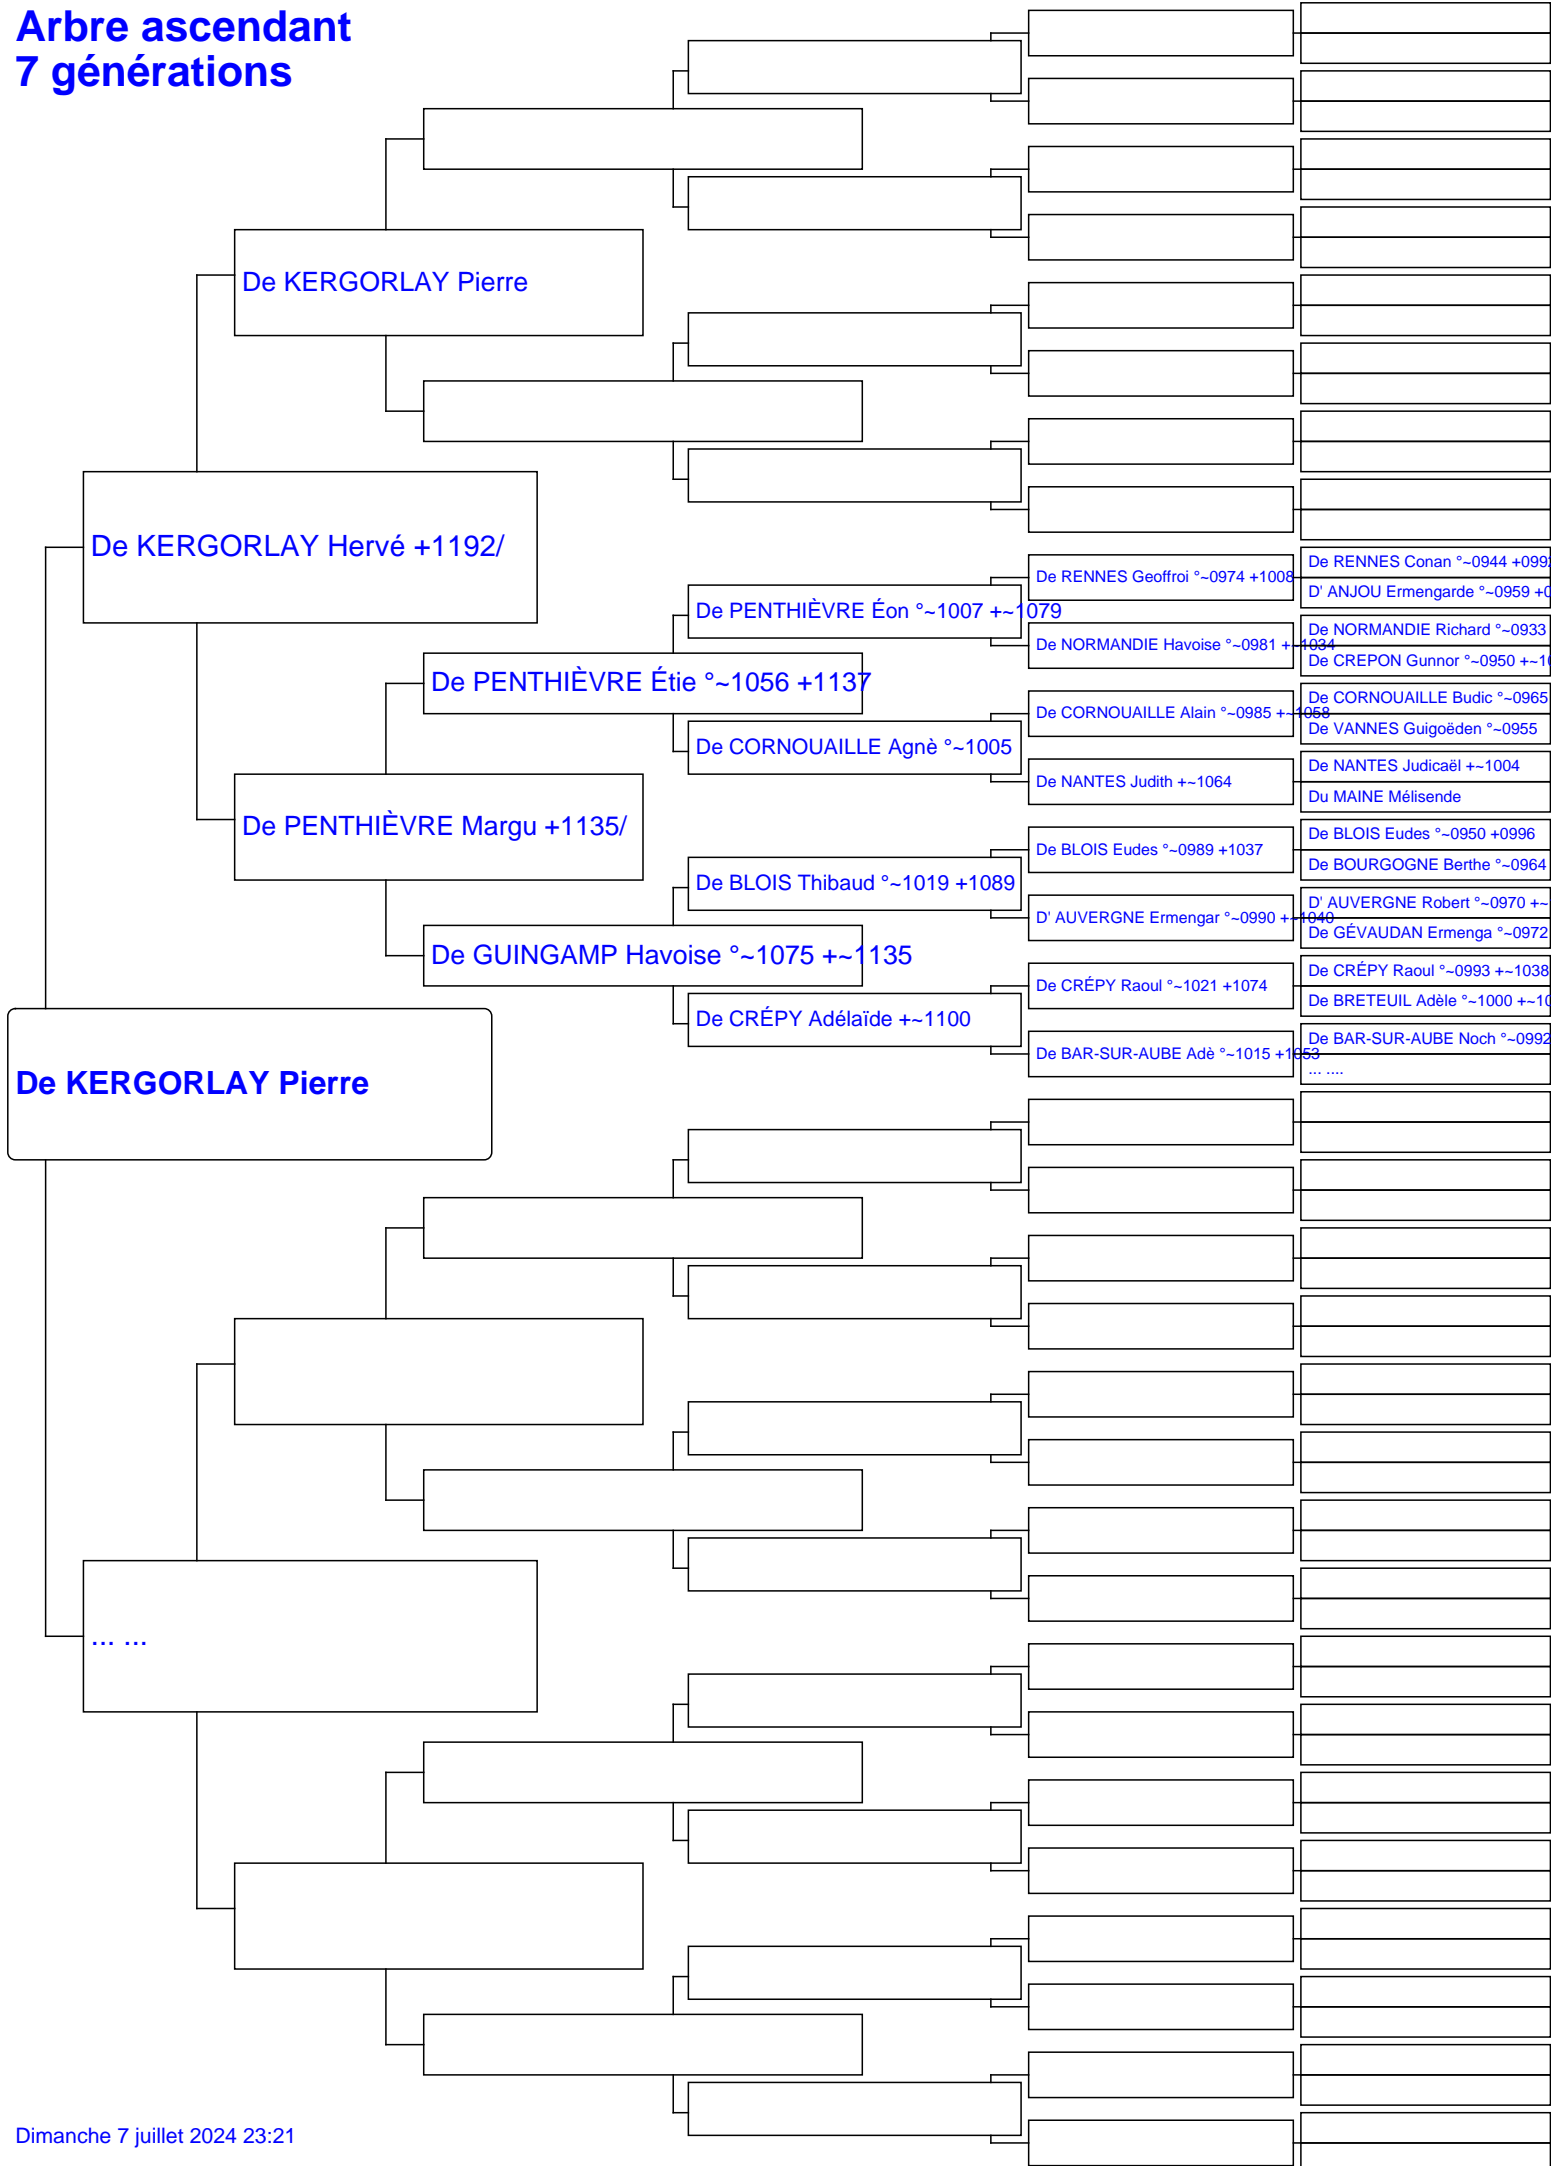 Arbre ascendant
7 générations
De KERGORLAY Pierre
De KERGORLAY Hervé +1192/
De RENNES Conan °~0944 +099
De RENNES Geoffroi °~0974 +1008
D' ANJOU Ermengarde °~0959 +0
De PENTHIÈVRE Éon °~1007 +~1079
De NORMANDIE Richard °~0933
De NORMANDIE Havoise °~0981 +~1034
De CREPON Gunnor °~0950 +~10
De PENTHIÈVRE Étie °~1056 +1137
De CORNOUAILLE Budic °~0965
De CORNOUAILLE Alain °~0985 +~1058
De VANNES Guigoëden °~0955
De CORNOUAILLE Agnè °~1005
De NANTES Judicaël +~1004
De NANTES Judith +~1064
Du MAINE Mélisende
De PENTHIÈVRE Margu +1135/
De BLOIS Eudes °~0950 +0996
De BLOIS Eudes °~0989 +1037
De BOURGOGNE Berthe °~0964
De BLOIS Thibaud °~1019 +1089
D' AUVERGNE Robert °~0970 +~
D' AUVERGNE Ermengar °~0990 +~1040
De GÉVAUDAN Ermenga °~0972
De GUINGAMP Havoise °~1075 +~1135
De CRÉPY Raoul °~0993 +~1038
De CRÉPY Raoul °~1021 +1074
De BRETEUIL Adèle °~1000 +~10
De CRÉPY Adélaïde +~1100
De BAR-SUR-AUBE Noch °~0992
De BAR-SUR-AUBE Adè °~1015 +1053
... ....
De KERGORLAY Pierre
... ...
Dimanche 7 juillet 2024 23:21